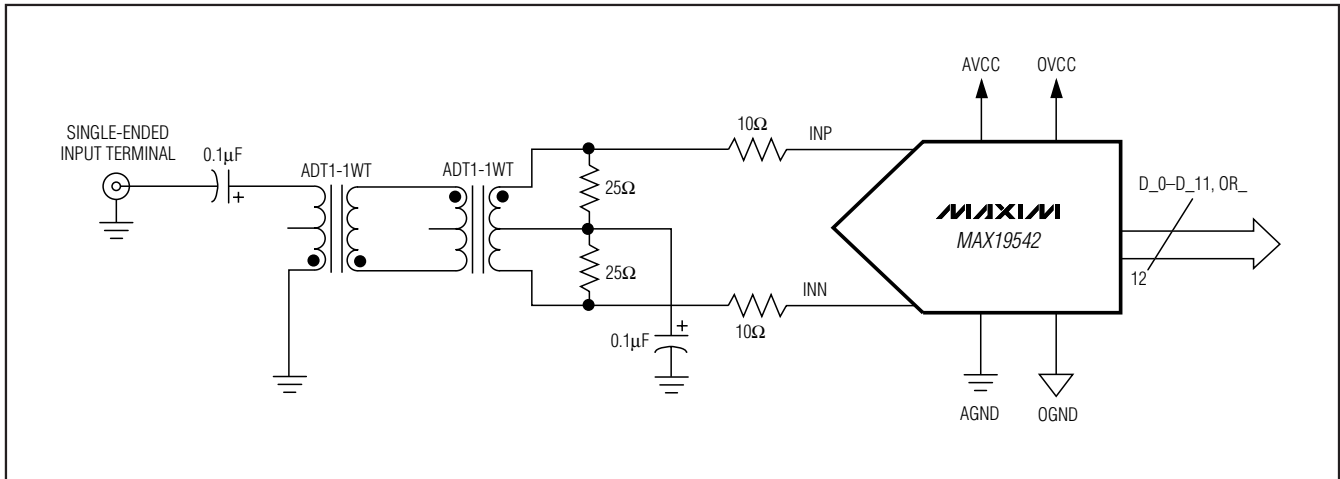 AVCC
OVCC
SINGLE-ENDED
INPUT TERMINAL
0.1µF
+
ADT1-1WT
ADT1-1WT
10Ω
INP
25Ω
25Ω
10Ω
INN
0.1µF
+
MAXIM
MAX19542
D_0–D_11, OR_
12
AGND
OGND